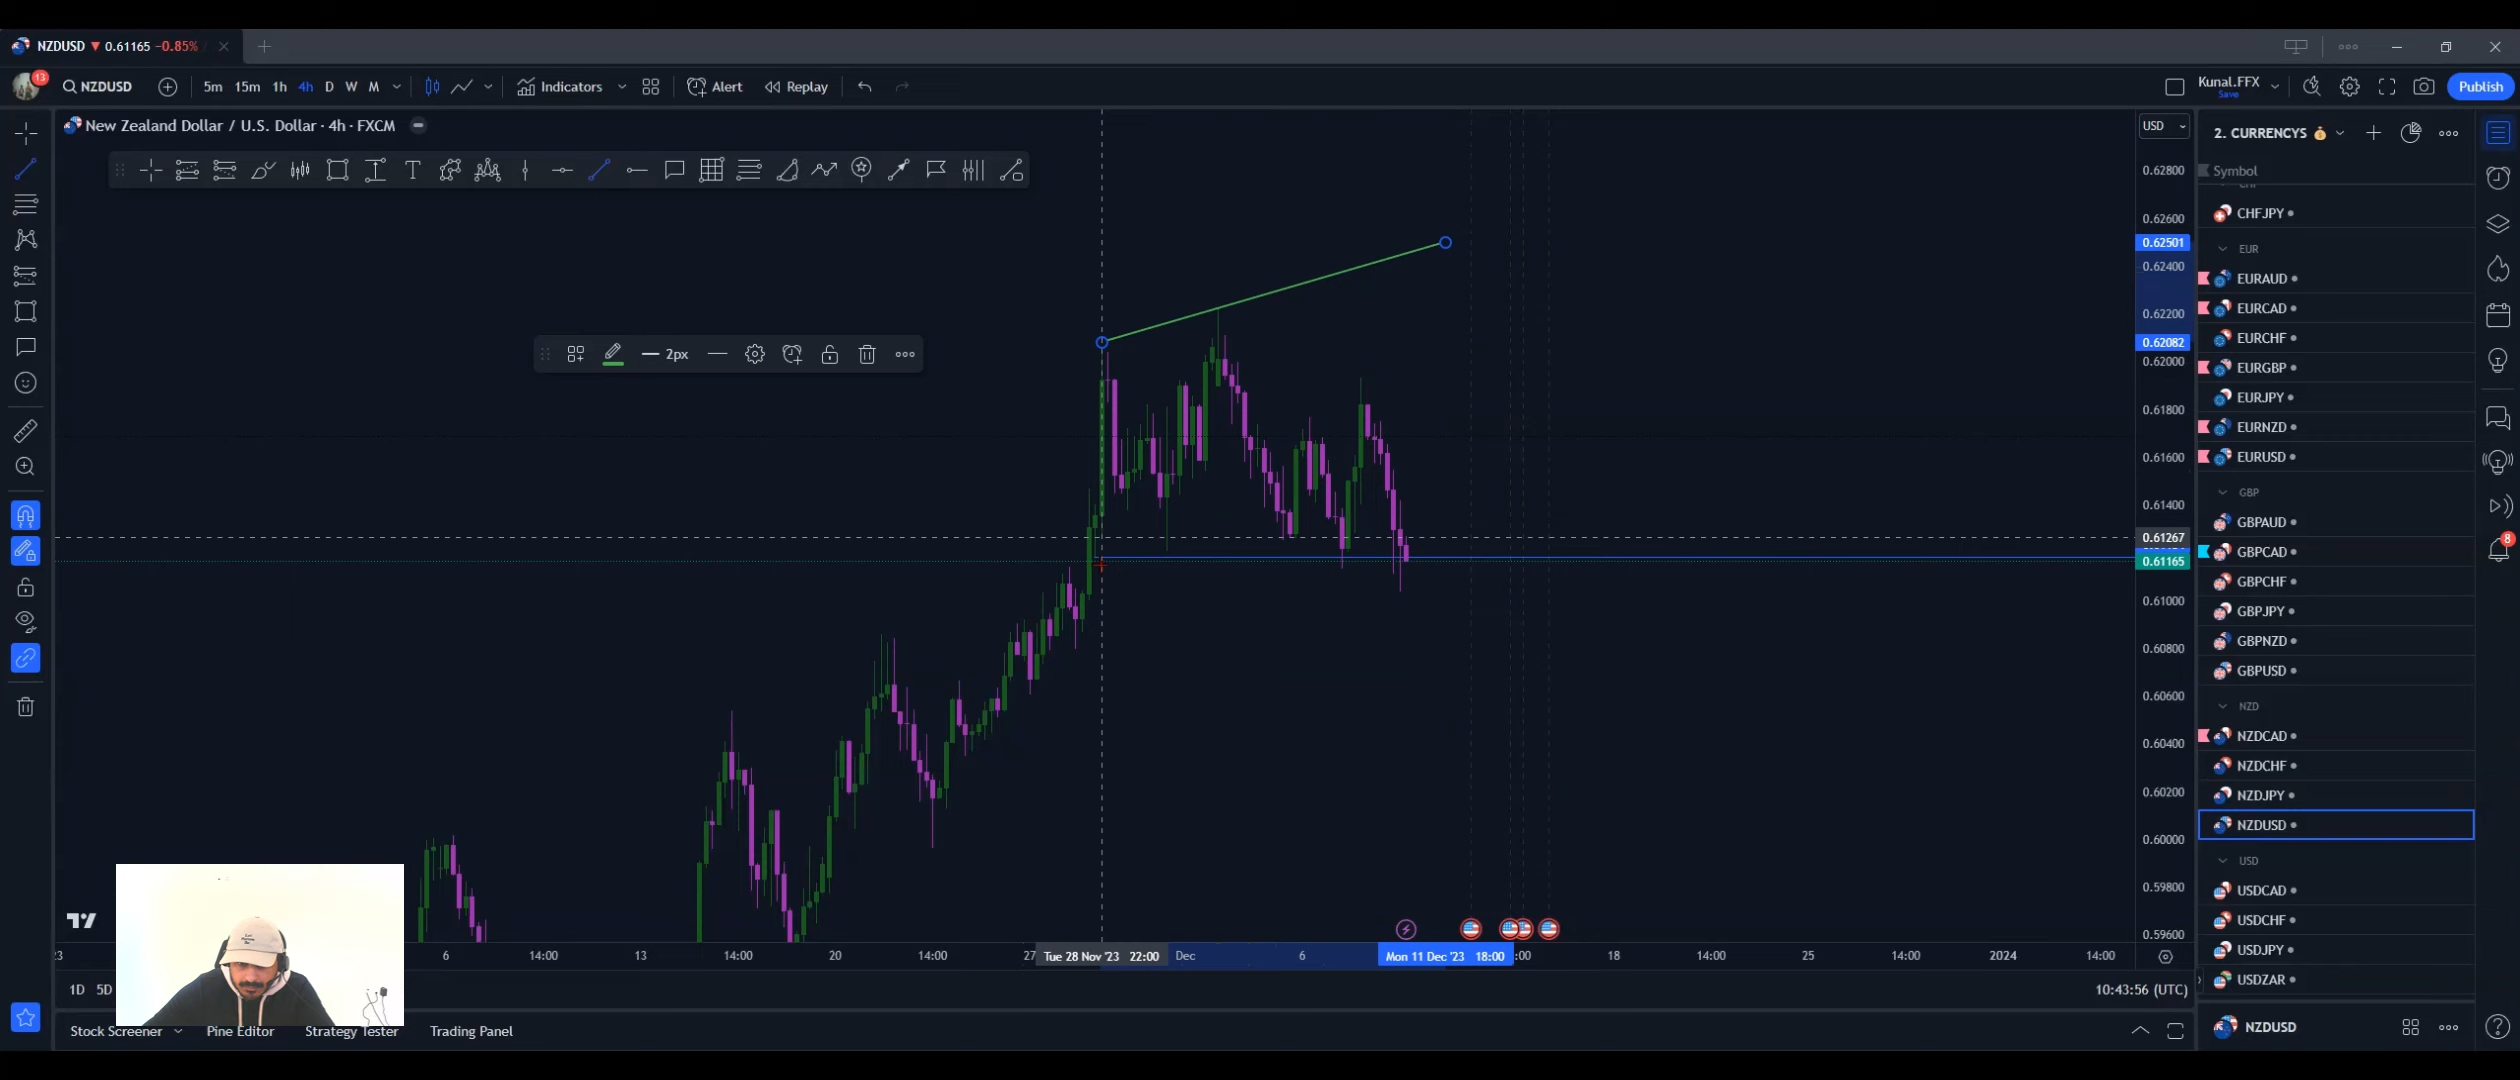 NZDUSD ▼ 0.61165 −0.85%
13
NZDUSD
5m 15m 1h 4h D W M
Indicators
Alert
Replay
Kunal.FFX
Save
Publish
New Zealand Dollar / U.S. Dollar · 4h · FXCM
USD
2. CURRENCYS
Symbol
CHF
CHFJPY
EUR
EURAUD
EURCAD
EURCHF
EURGBP
EURJPY
EURNZD
EURUSD
GBP
GBPAUD
GBPCAD
GBPCHF
GBPJPY
GBPNZD
GBPUSD
NZD
NZDCAD
NZDCHF
NZDJPY
NZDUSD
USD
USDCAD
USDCHF
USDJPY
USDZAR
NZDUSD
8
2px
0.62800
0.62600
0.62501
0.62400
0.62200
0.62082
0.62000
0.61800
0.61600
0.61400
0.61267
0.61165
0.61000
0.60800
0.60600
0.60400
0.60200
0.60000
0.59800
0.59600
23 6 14:00 13 14:00 20 14:00 27 Tue 28 Nov '23 22:00 Dec 6 Mon 11 Dec '23 18:00 :00 18 14:00 25 14:00 2024 14:00
1D 5D
10:43:56 (UTC)
Stock Screener Pine Editor Strategy Tester Trading Panel